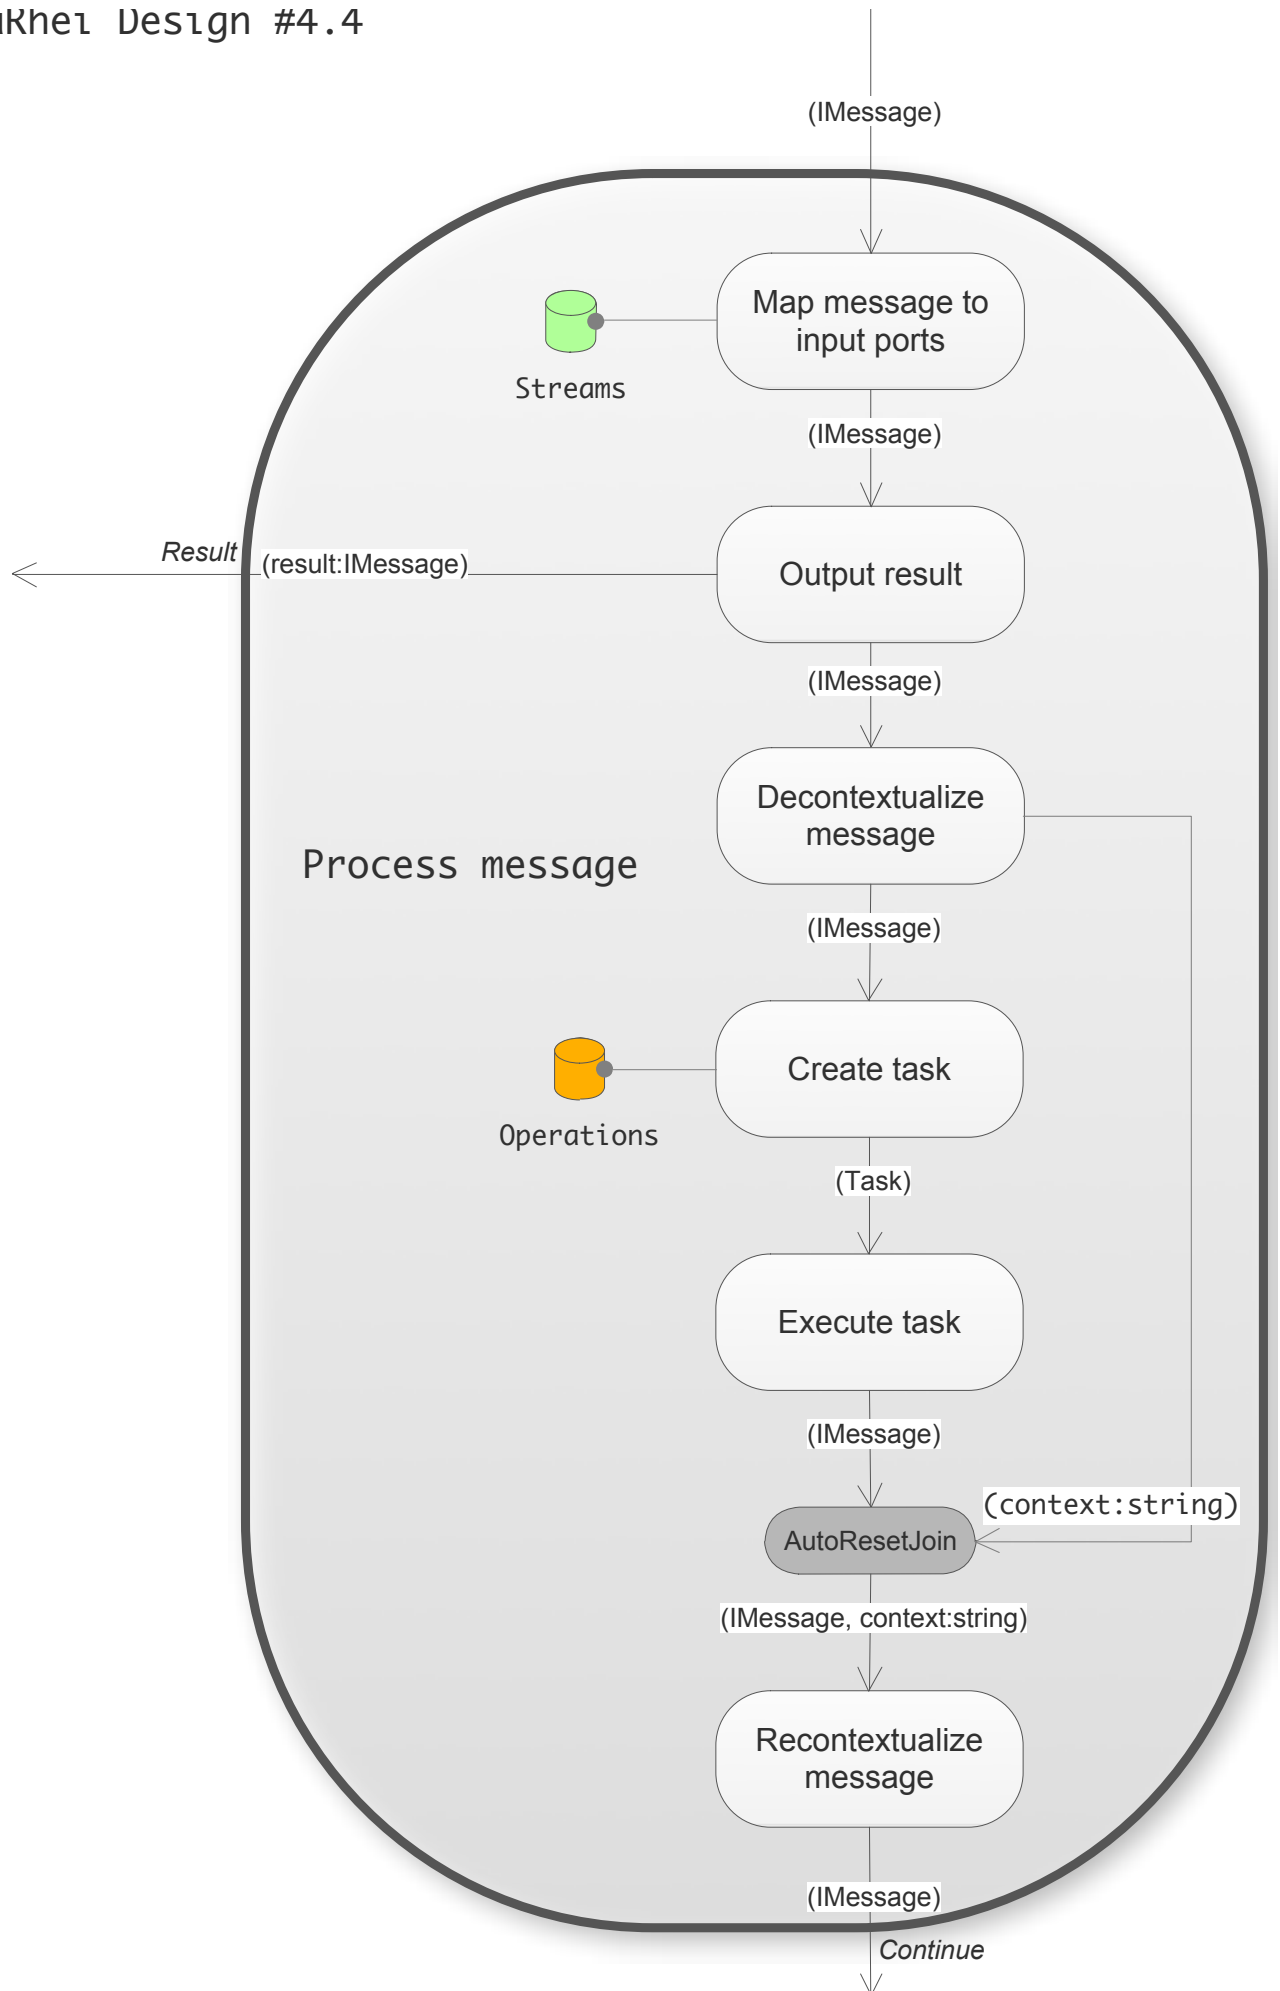 Design #4.4
(IMessage)
Map message to
input ports
Streams
(IMessage)
Result
(result:IMessage)
Output result
(IMessage)
Decontextualize
message
Process message
(IMessage)
Create task
Operations
(Task)
Execute task
(IMessage)
(context:string)
AutoResetJoin
(IMessage, context:string)
Recontextualize
message
(IMessage)
Continue